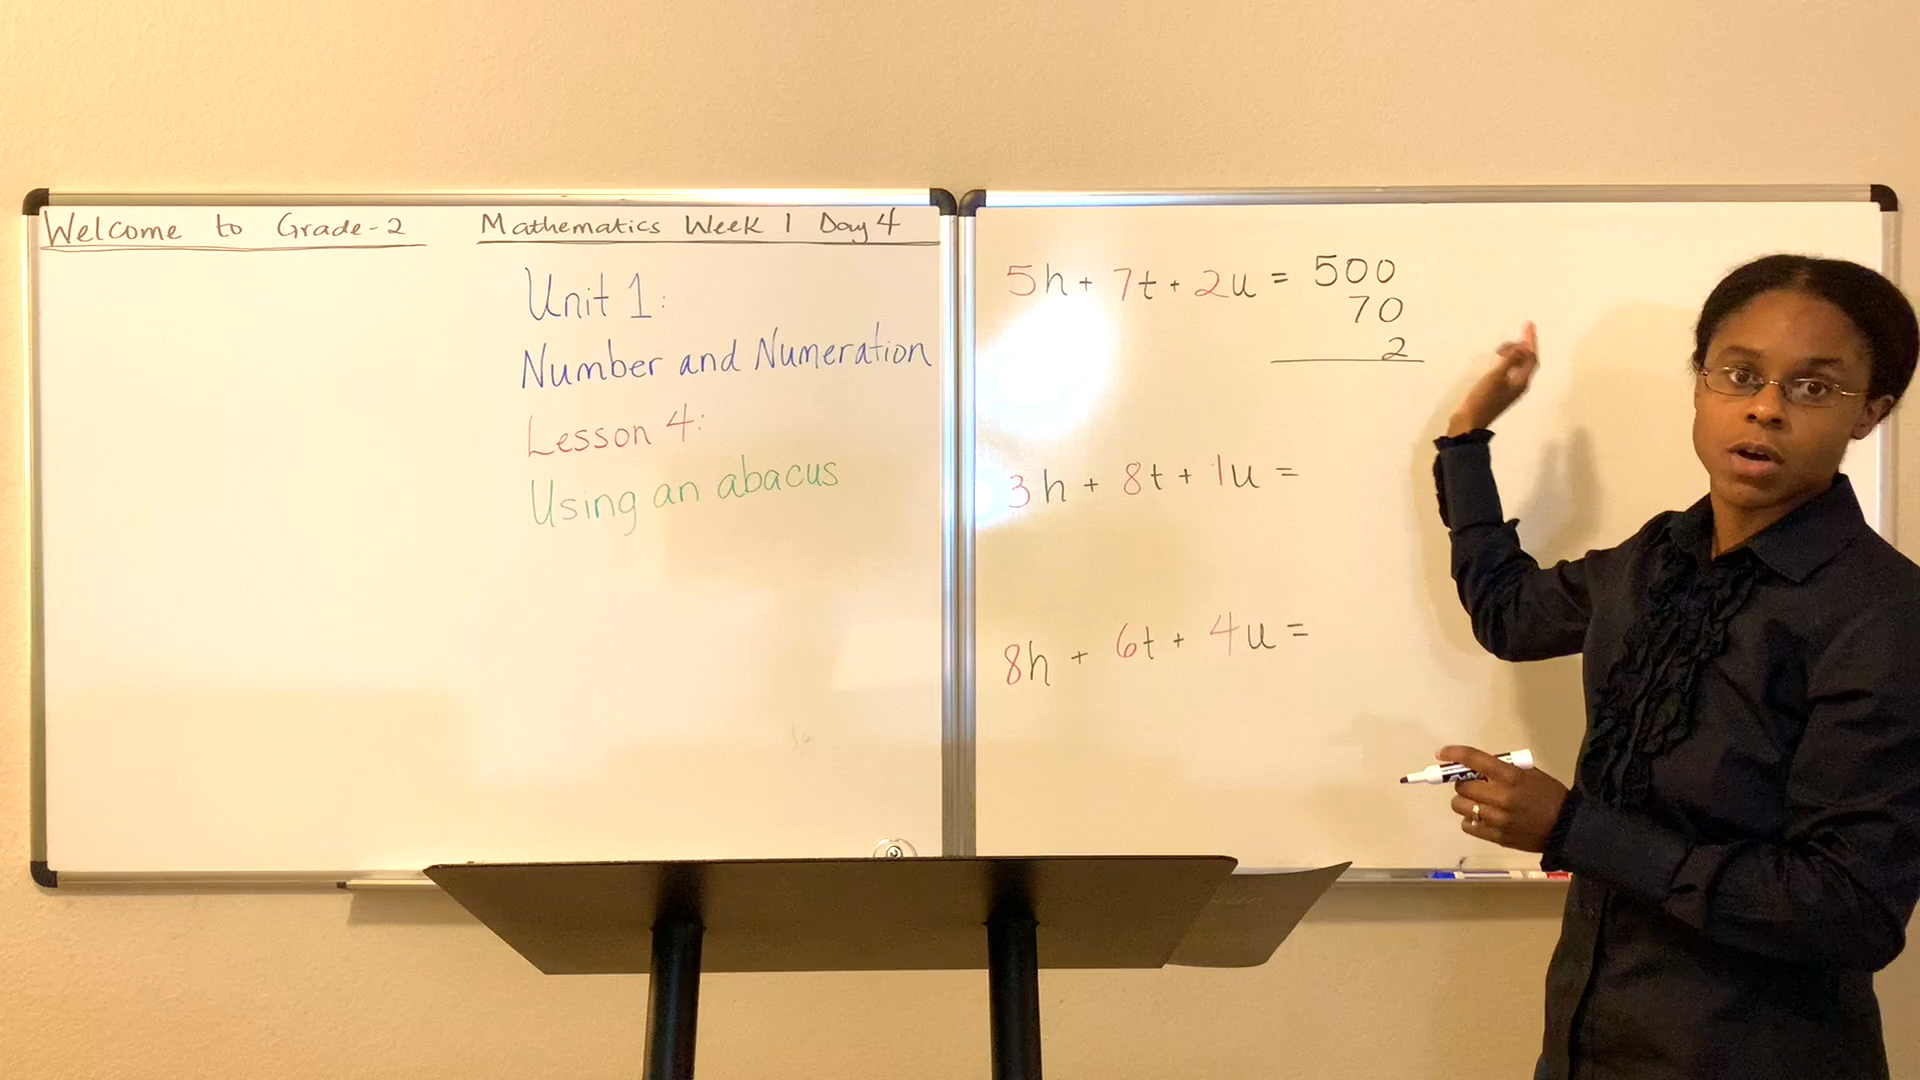 Welcome to Grade-2 Mathematics Week 1 Day 4
Unit 1:
Number and Numeration
Lesson 4:
Using an abacus
5h + 7t + 2u = 500
70
2
3h + 8t + 1u =
8h + 6t + 4u =